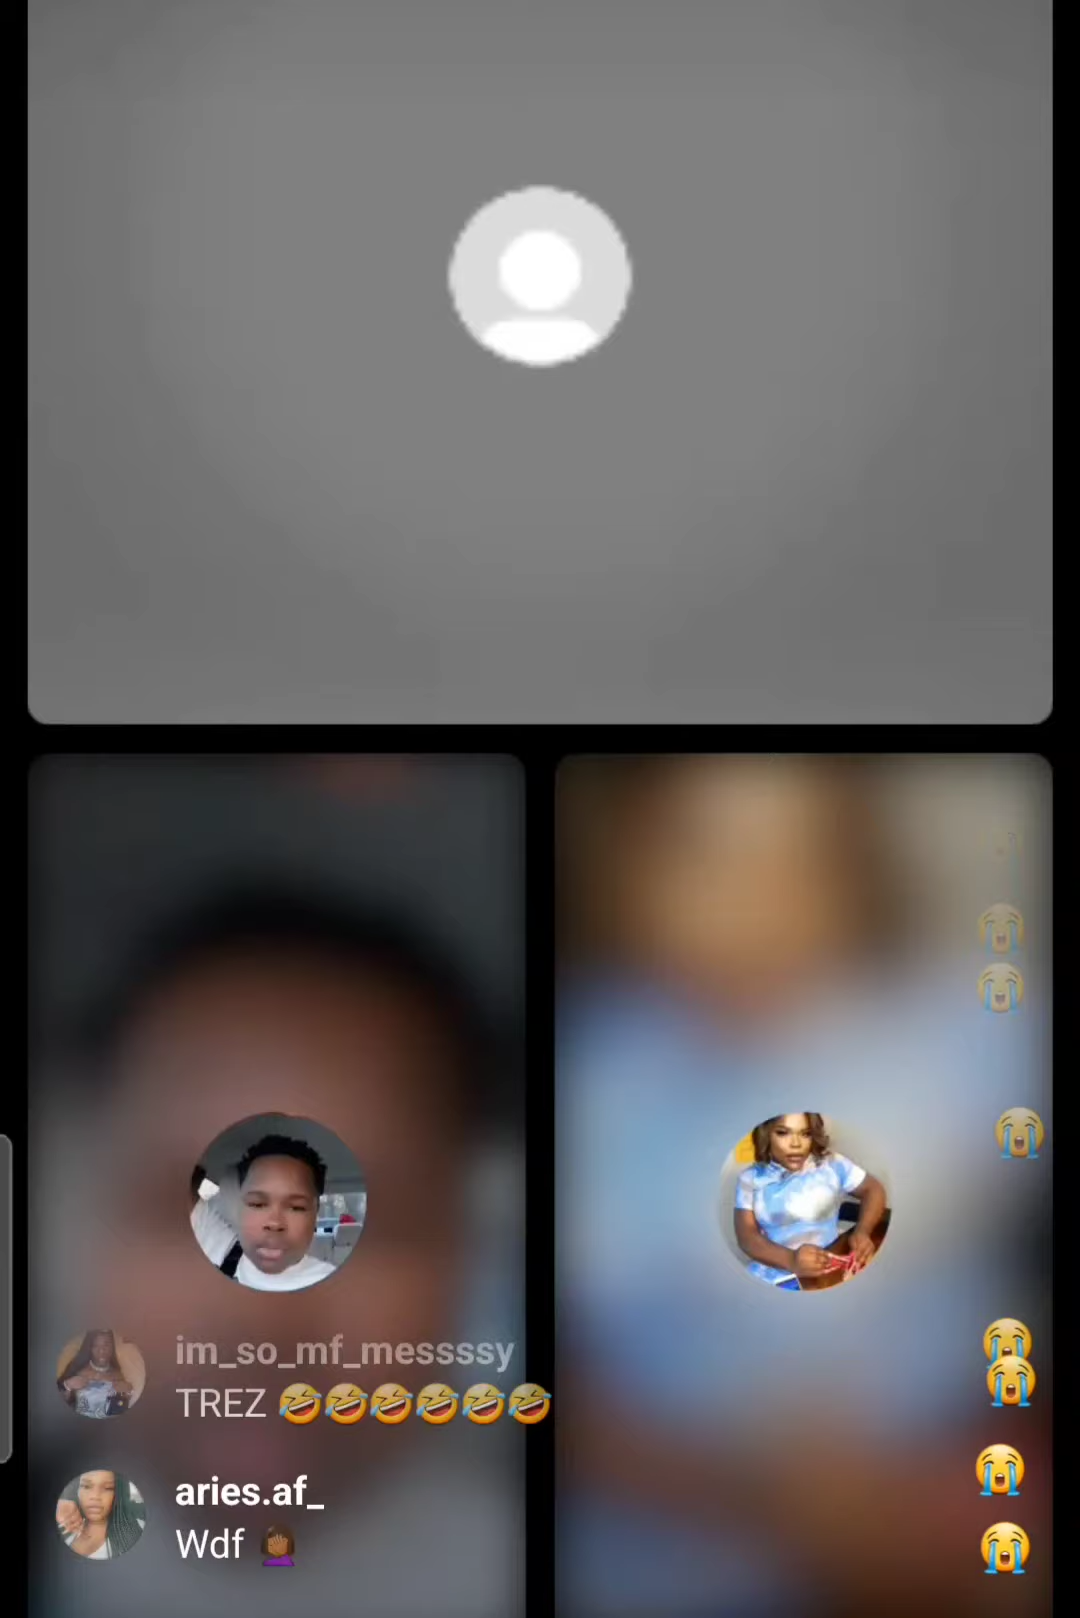 im_so_mf_messssy
TREZ 🤣🤣🤣🤣🤣🤣
aries.af_
Wdf 🤦🏾‍♀️